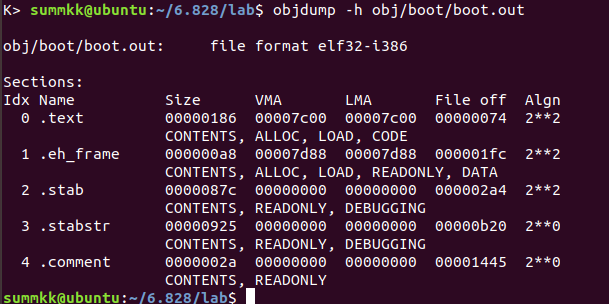 K> summkk@ubuntu:~/6.828/lab$ objdump -h obj/boot/boot.out

obj/boot/boot.out:     file format elf32-i386

Sections:
Idx Name          Size      VMA       LMA       File off  Algn
  0 .text         00000186  00007c00  00007c00  00000074  2**2
                  CONTENTS, ALLOC, LOAD, CODE
  1 .eh_frame     000000a8  00007d88  00007d88  000001fc  2**2
                  CONTENTS, ALLOC, LOAD, READONLY, DATA
  2 .stab         0000087c  00000000  00000000  000002a4  2**2
                  CONTENTS, READONLY, DEBUGGING
  3 .stabstr      00000925  00000000  00000000  00000b20  2**0
                  CONTENTS, READONLY, DEBUGGING
  4 .comment      0000002a  00000000  00000000  00001445  2**0
                  CONTENTS, READONLY
summkk@ubuntu:~/6.828/lab$